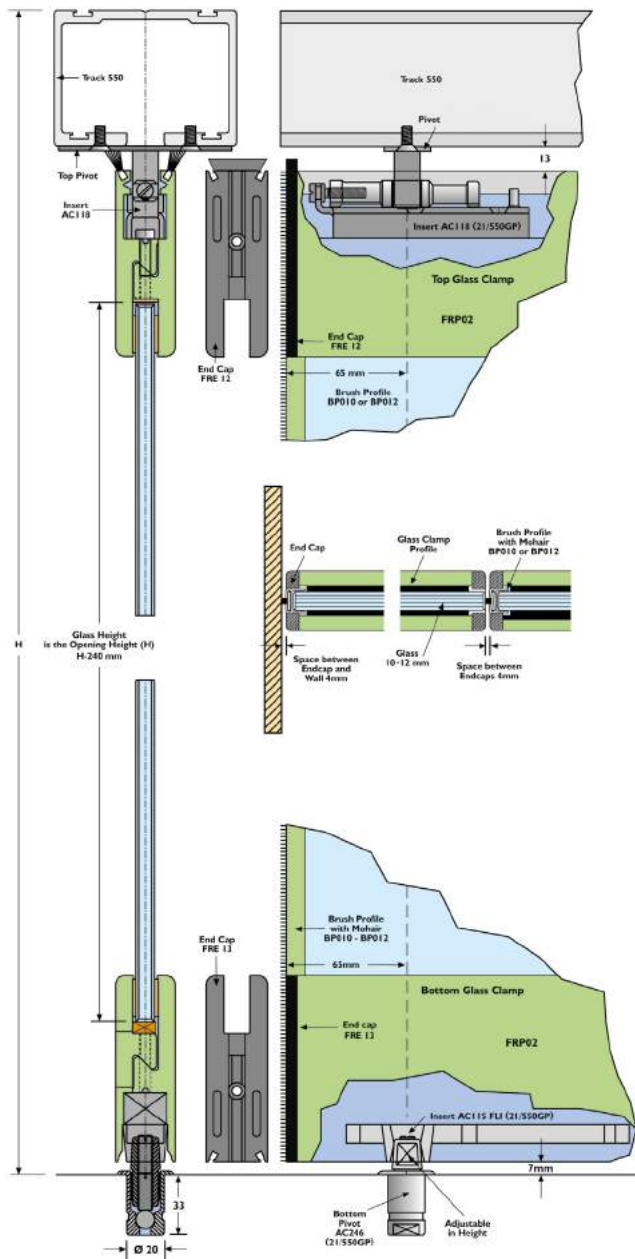 Track 550
Track 550
Pivot
13
Top Pivot
Insert
AC118
Insert AC118 (21/550GP)
Top Glass Clamp
FRP02
End Cap
FRE 12
End Cap
FRE 12
65 mm
Brush Profile
BP010 or BP012
End Cap
Glass Clamp
Profile
Brush Profile
with Mohair
BP010 or BP012
H
Glass Height
is the Opening Height (H)
H-240 mm
Space between
Endcap and
Wall 4mm
Glass
10-12 mm
Space between
Endcaps 4mm
End Cap
FRE 13
Brush Profile
with Mohair
BP010 - BP012
65mm
Bottom Glass Clamp
End cap
FRE 13
FRP02
Insert AC115 FLI (21/550GP)
7mm
33
Ø 20
Bottom
Pivot
AC246
(21/550GP)
Adjustable
in Height